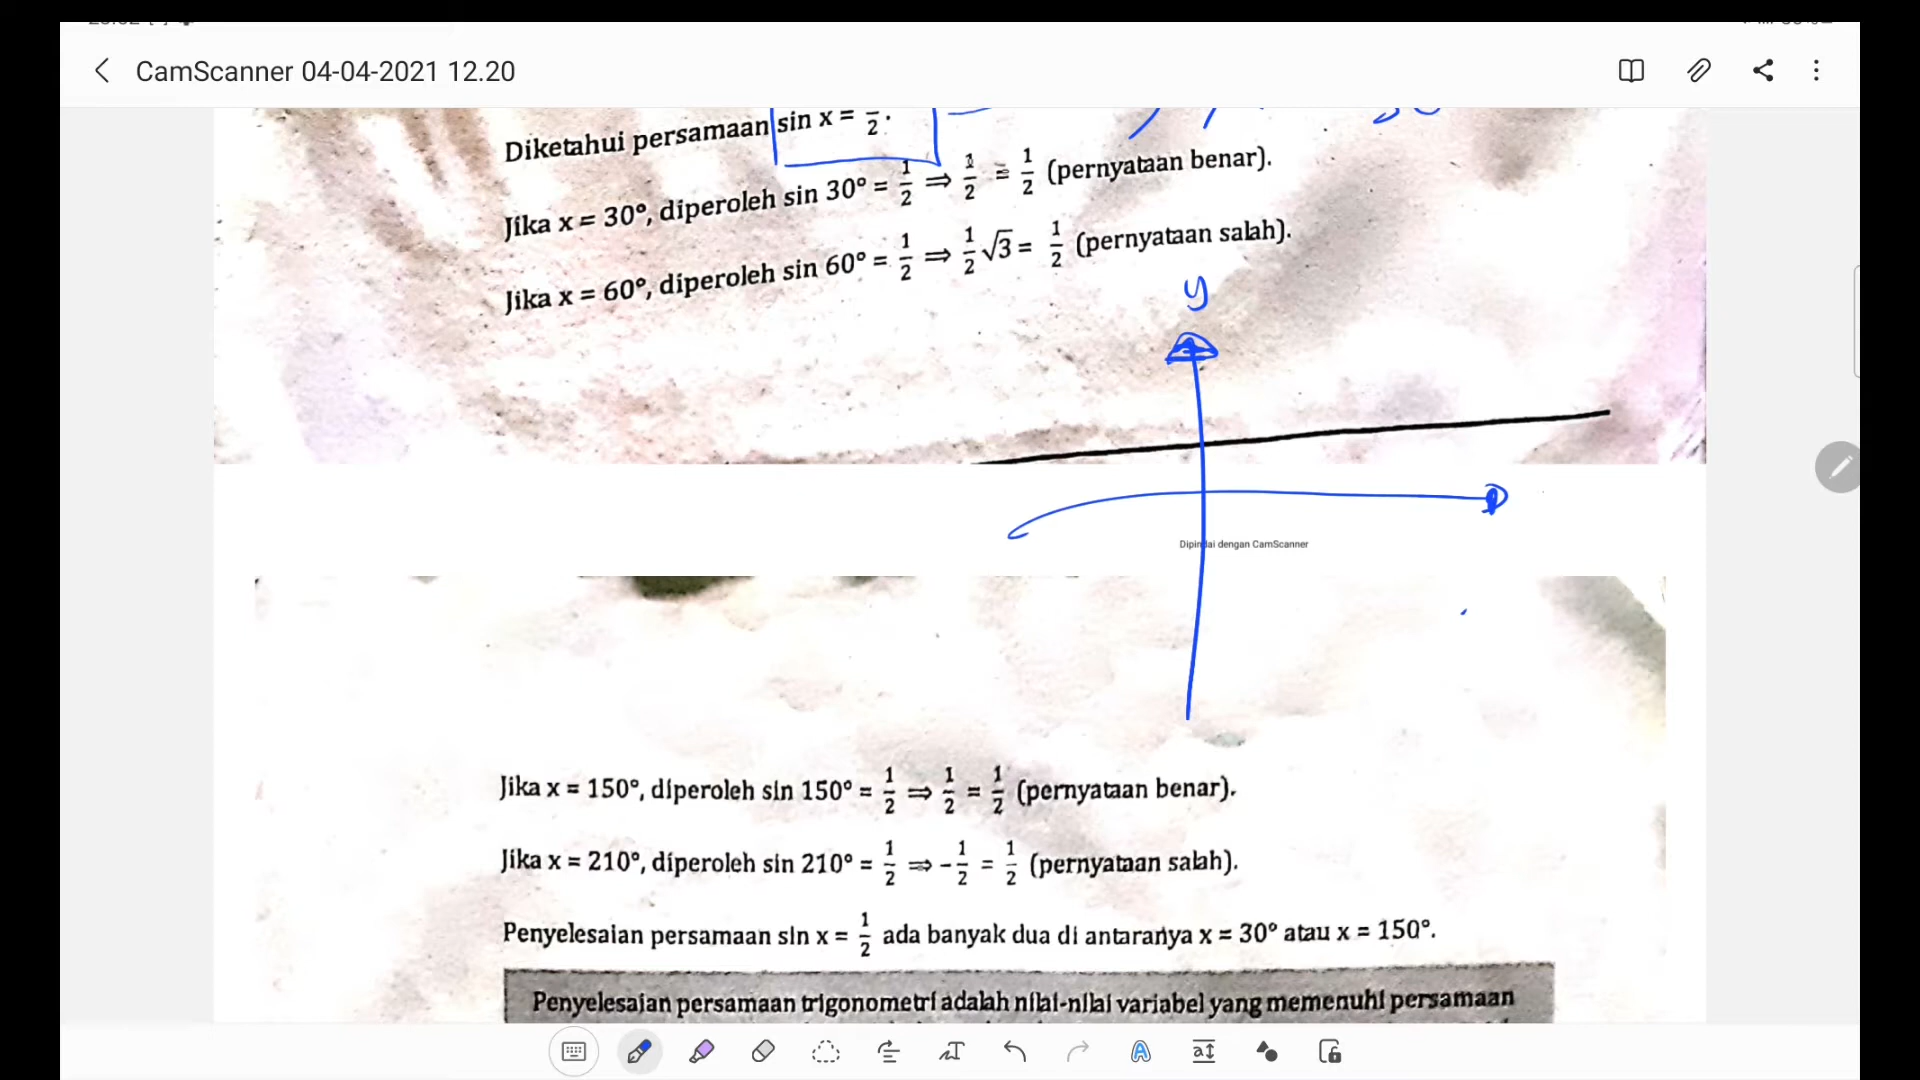 CamScanner 04-04-2021 12.20
Diketahui persamaan sin x = /2.
Jika x = 30°, diperoleh sin 30° = 1/2 ⇒ 1/2 = 1/2 (pernyataan benar).
Jika x = 60°, diperoleh sin 60° = 1/2 ⇒ 1/2 √3 = 1/2 (pernyataan salah).
y
Dipindai dengan CamScanner
Jika x = 150°, diperoleh sin 150° = 1/2 ⇒ 1/2 = 1/2 (pernyataan benar).
Jika x = 210°, diperoleh sin 210° = 1/2 ⇒ -1/2 = 1/2 (pernyataan salah).
Penyelesaian persamaan sin x = 1/2 ada banyak dua di antaranya x = 30° atau x = 150°.
Penyelesaian persamaan trigonometri adalah nilai-nilai variabel yang memenuhi persamaan